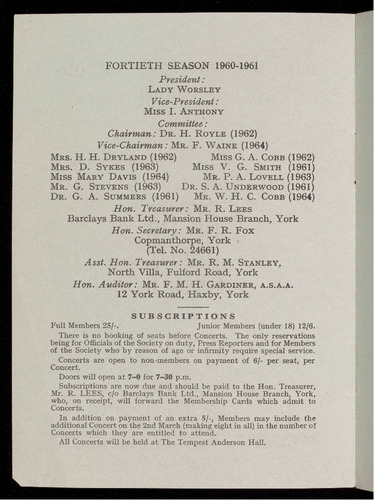 FORTIETH SEASON 1960-1961
President:
LADY WORSLEY
Vice-President:
MISS I. ANTHONY
Committee:
Chairman: DR. H. ROYLE (1962)
Vice-Chairman: MR. F. WAINE (1964)
MRS. H. H. DRYLAND (1962) MISS G. A. COBB (1962)
MRS. D. SYKES (1963) MISS V. G. SMITH (1961)
MISS MARY DAVIS (1964) MR. P. A. LOVELL (1963)
MR. G. STEVENS (1963) DR. S. A. UNDERWOOD (1961)
DR. G. A. SUMMERS (1961) MR. W. H. C. COBB (1964)
Hon. Treasurer: MR. R. LEES
Barclays Bank Ltd., Mansion House Branch, York
Hon. Secretary: MR. F. R. FOX
Copmanthorpe, York
(Tel. No. 24661)
Asst. Hon. Treasurer: MR. R. M. STANLEY,
North Villa, Fulford Road, York
Hon. Auditor: MR. F. M. H. GARDINER, A.S.A.A.
12 York Road, Haxby, York
SUBSCRIPTIONS
Full Members 25/-. Junior Members (under 18) 12/6.
There is no booking of seats before Concerts. The only reservations
being for Officials of the Society on duty, Press Reporters and for Members
of the Society who by reason of age or infirmity require special service.
Concerts are open to non-members on payment of 6/- per seat, per
Concert.
Doors will open at 7-0 for 7-30 p.m.
Subscriptions are now due and should be paid to the Hon. Treasurer,
Mr. R. LEES, c/o Barclays Bank Ltd., Mansion House Branch, York,
who, on receipt, will forward the Membership Cards which admit to
Concerts.
In addition on payment of an extra 5/-, Members may include the
additional Concert on the 2nd March (making eight in all) in the number of
Concerts which they are entitled to attend.
All Concerts will be held at The Tempest Anderson Hall.